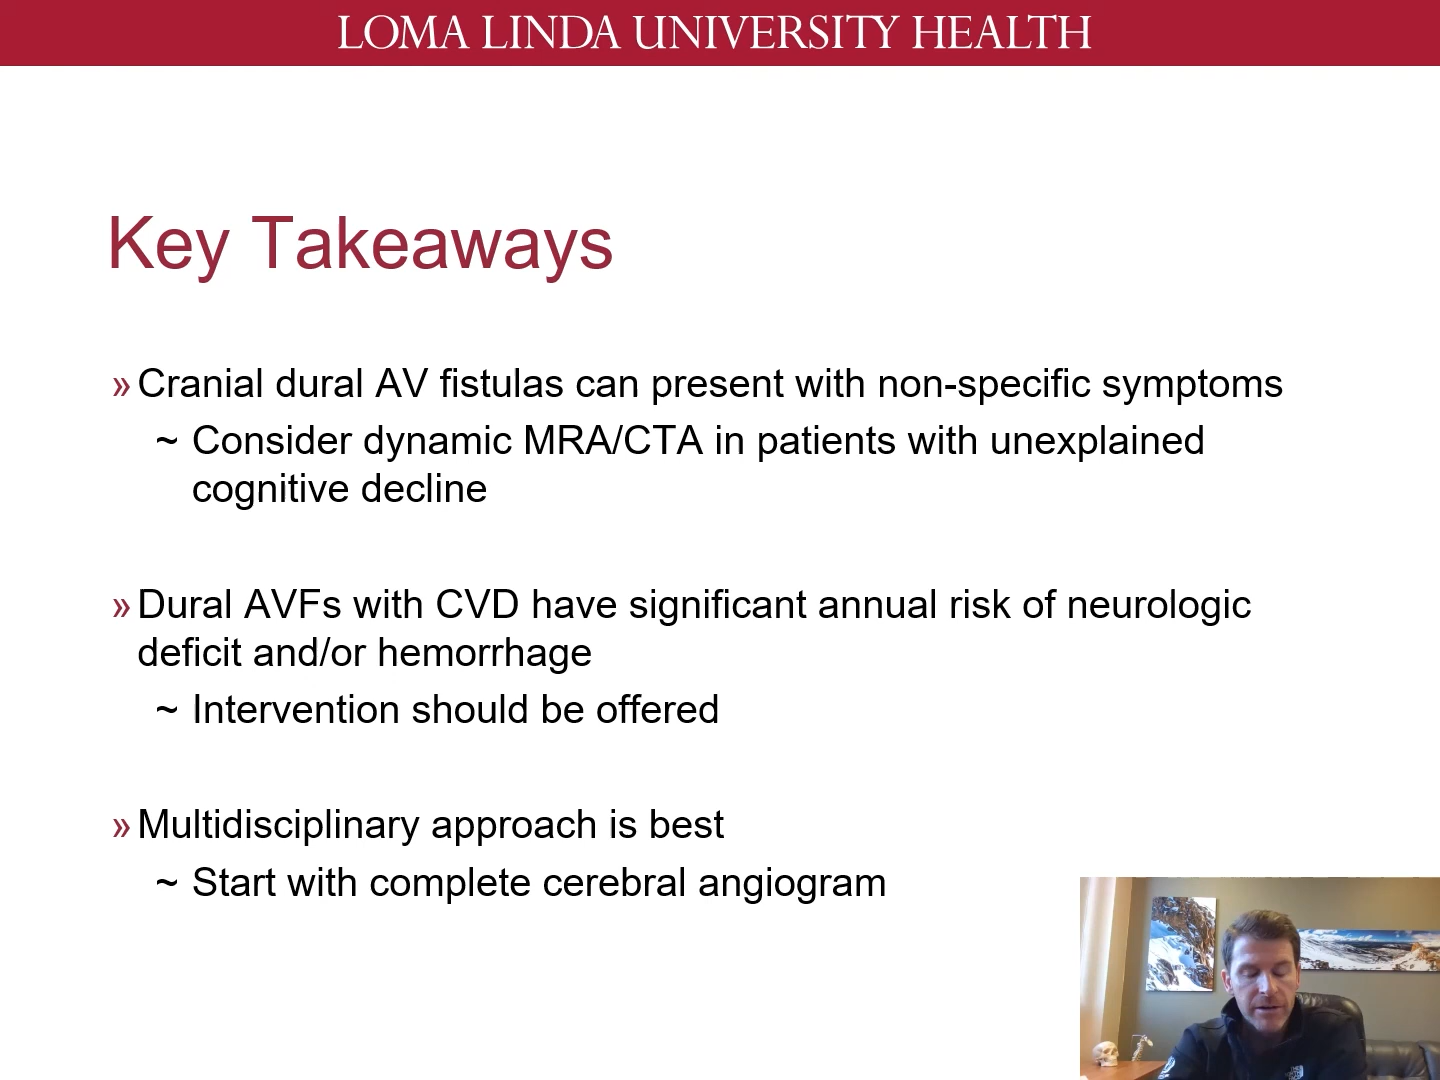 LOMA LINDA UNIVERSITY HEALTH
Key Takeaways
» Cranial dural AV fistulas can present with non-specific symptoms
~ Consider dynamic MRA/CTA in patients with unexplained
cognitive decline
» Dural AVFs with CVD have significant annual risk of neurologic
deficit and/or hemorrhage
~ Intervention should be offered
» Multidisciplinary approach is best
~ Start with complete cerebral angiogram